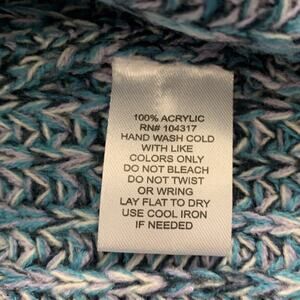 100% ACRYLIC
RN# 104317
HAND WASH COLD
WITH LIKE
COLORS ONLY
DO NOT BLEACH
DO NOT TWIST
OR WRING
LAY FLAT TO DRY
USE COOL IRON
IF NEEDED